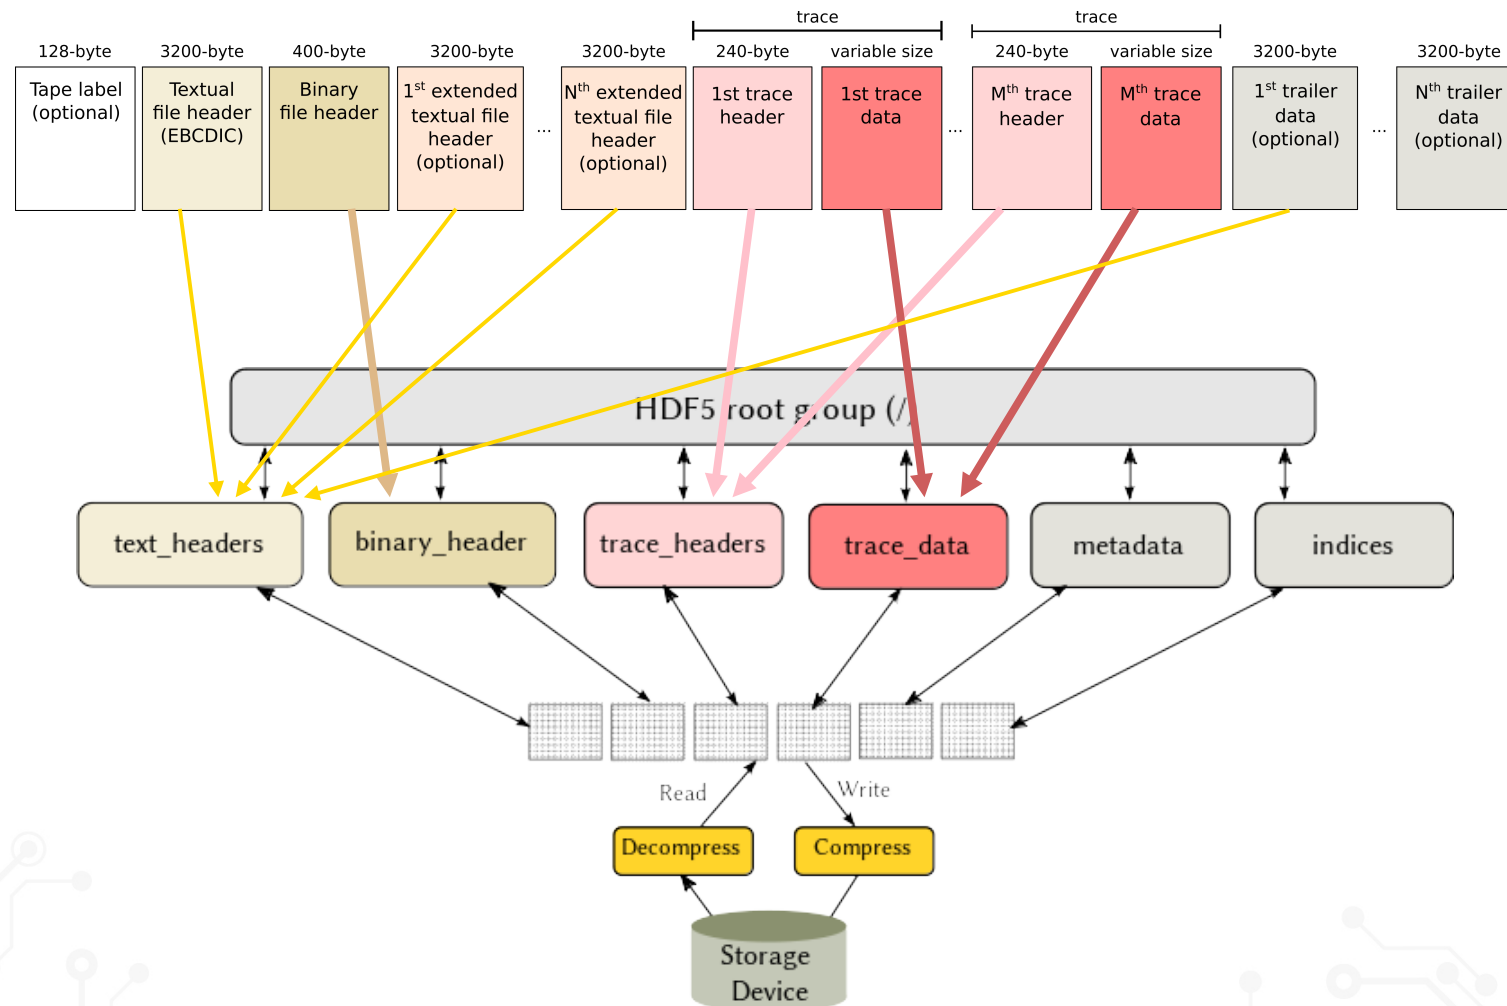 trace
trace
128-byte
3200-byte
400-byte
3200-byte
3200-byte
240-byte
variable size
240-byte
variable size
3200-byte
3200-byte
Tape label
(optional)
Textual
file header
(EBCDIC)
Binary
file header
1st extended
textual file
header
(optional)
...
Nth extended
textual file
header
(optional)
1st trace
header
1st trace
data
...
Mth trace
header
Mth trace
data
1st trailer
data
(optional)
...
Nth trailer
data
(optional)
HDF5 root group (/)
text_headers
binary_header
trace_headers
trace_data
metadata
indices
Read
Write
Decompress
Compress
Storage
Device